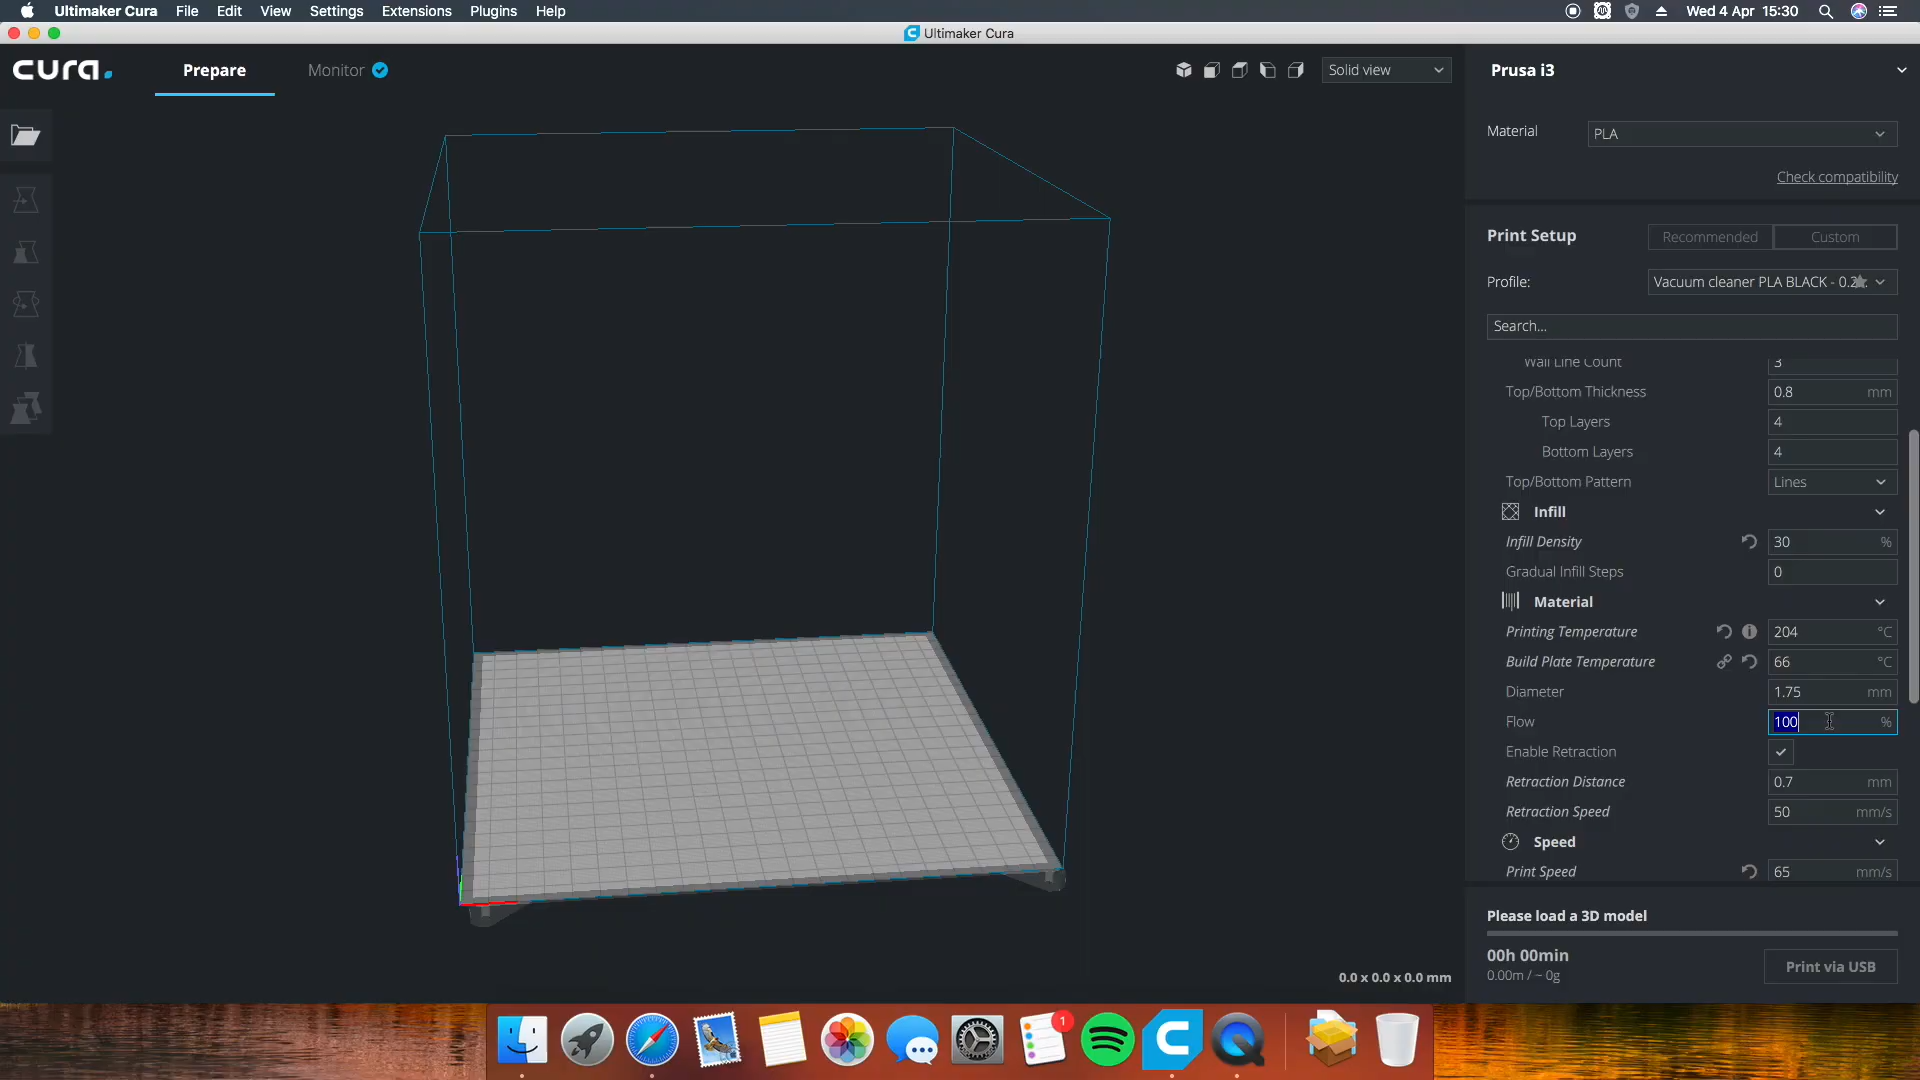 Ultimaker Cura File Edit View Settings Extensions Plugins Help Wed 4 Apr 15:30
Ultimaker Cura
cura. Prepare Monitor Solid view Prusa i3
Material PLA
Check compatibility
Print Setup Recommended Custom
Profile: Vacuum cleaner PLA BLACK - 0.2
Search...
Wall Line Count 3
Top/Bottom Thickness 0.8 mm
Top Layers 4
Bottom Layers 4
Top/Bottom Pattern Lines
Infill
Infill Density 30 %
Gradual Infill Steps 0
Material
Printing Temperature 204 °C
Build Plate Temperature 66 °C
Diameter 1.75 mm
Flow 100 %
Enable Retraction
Retraction Distance 0.7 mm
Retraction Speed 50 mm/s
Speed
Print Speed 65 mm/s
Please load a 3D model
00h 00min
0.00m / ~ 0g
Print via USB
0.0 x 0.0 x 0.0 mm
1